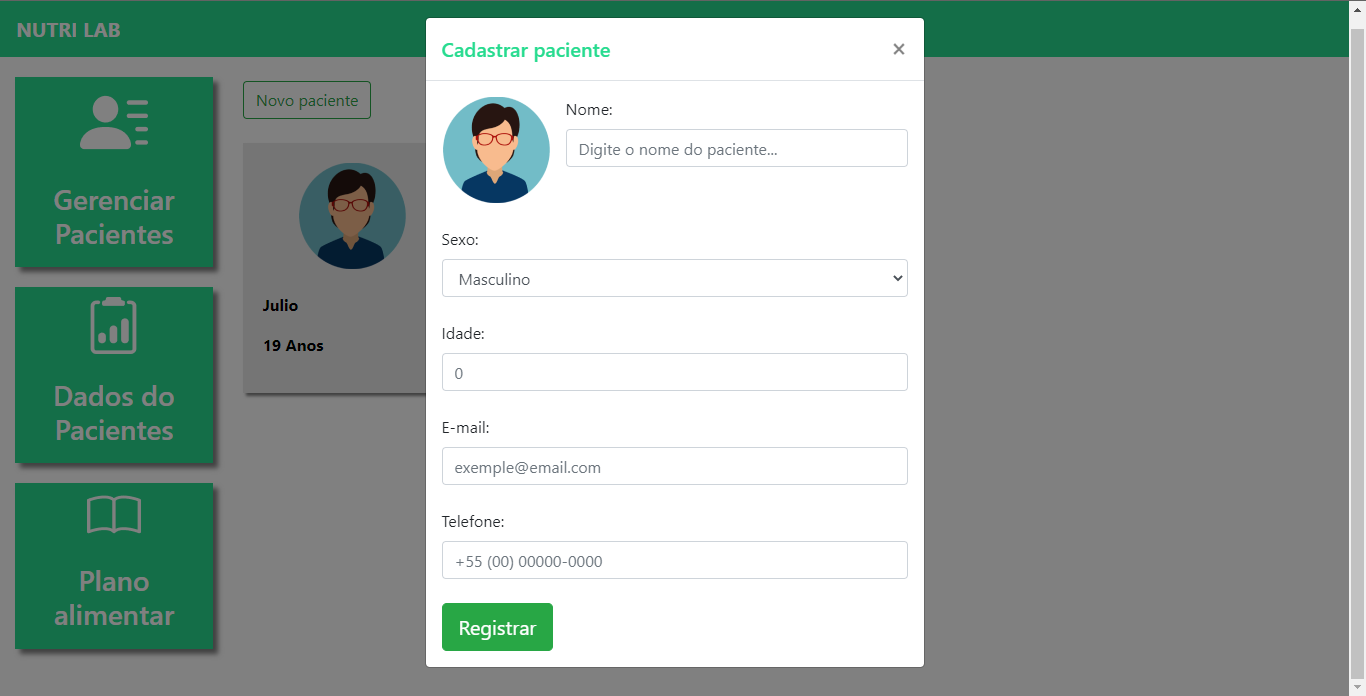 NUTRI LAB
Gerenciar
Pacientes
Dados do
Pacientes
Plano
alimentar
Novo paciente
Julio
19 Anos
Cadastrar paciente
×
Nome:
Digite o nome do paciente...
Sexo:
Masculino
Idade:
0
E-mail:
exemple@email.com
Telefone:
+55 (00) 00000-0000
Registrar